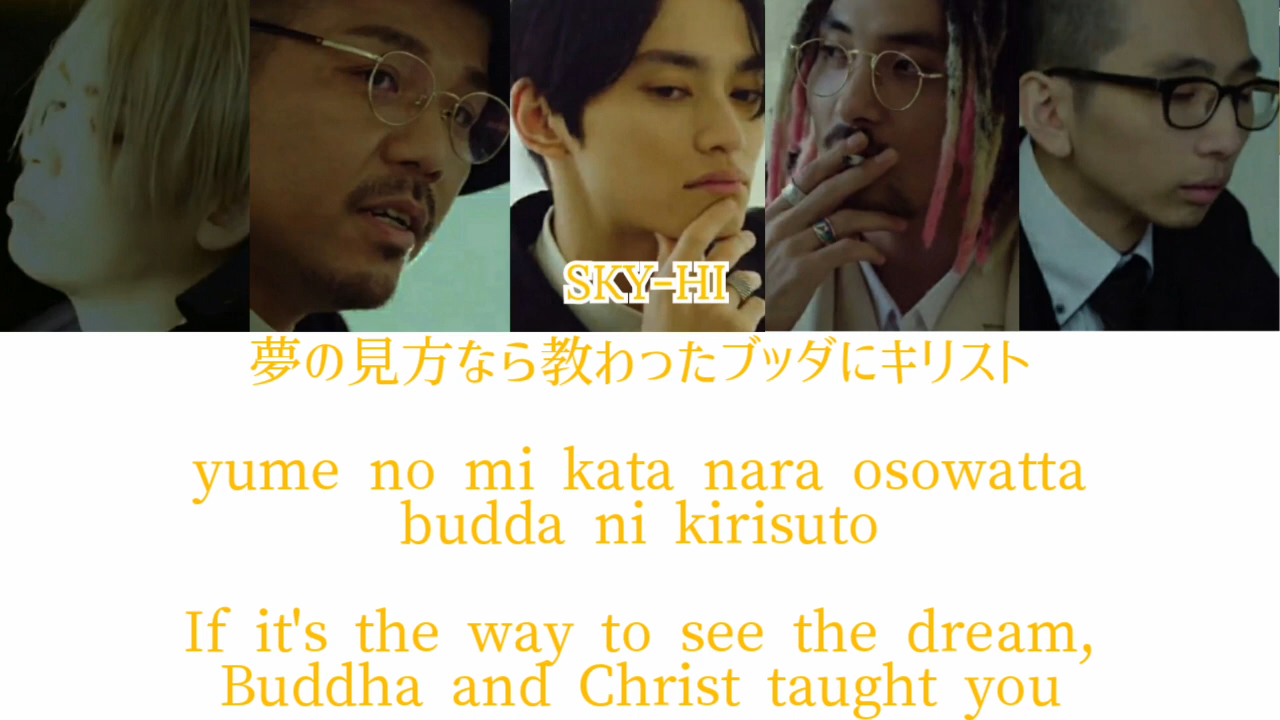 SKY-HI
夢の見方なら教わったブッダにキリスト
yume no mi kata nara osowatta
budda ni kirisuto
If it's the way to see the dream,
Buddha and Christ taught you